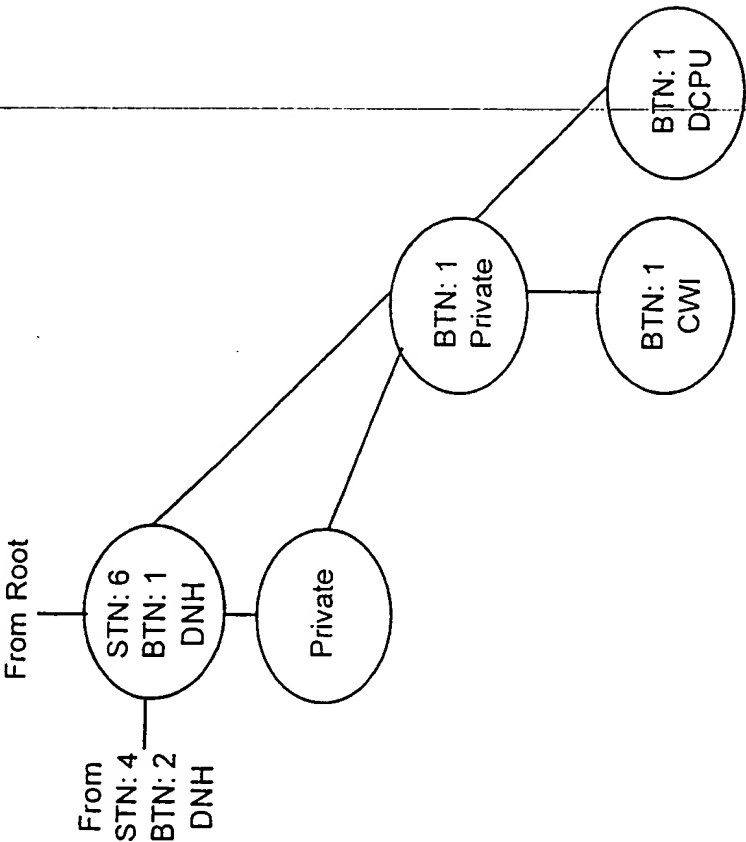 From Root
From
STN: 4
BTN: 2
DNH
STN: 6
BTN: 1
DNH
Private
BTN: 1
Private
BTN: 1
CWI
BTN: 1
DCPU